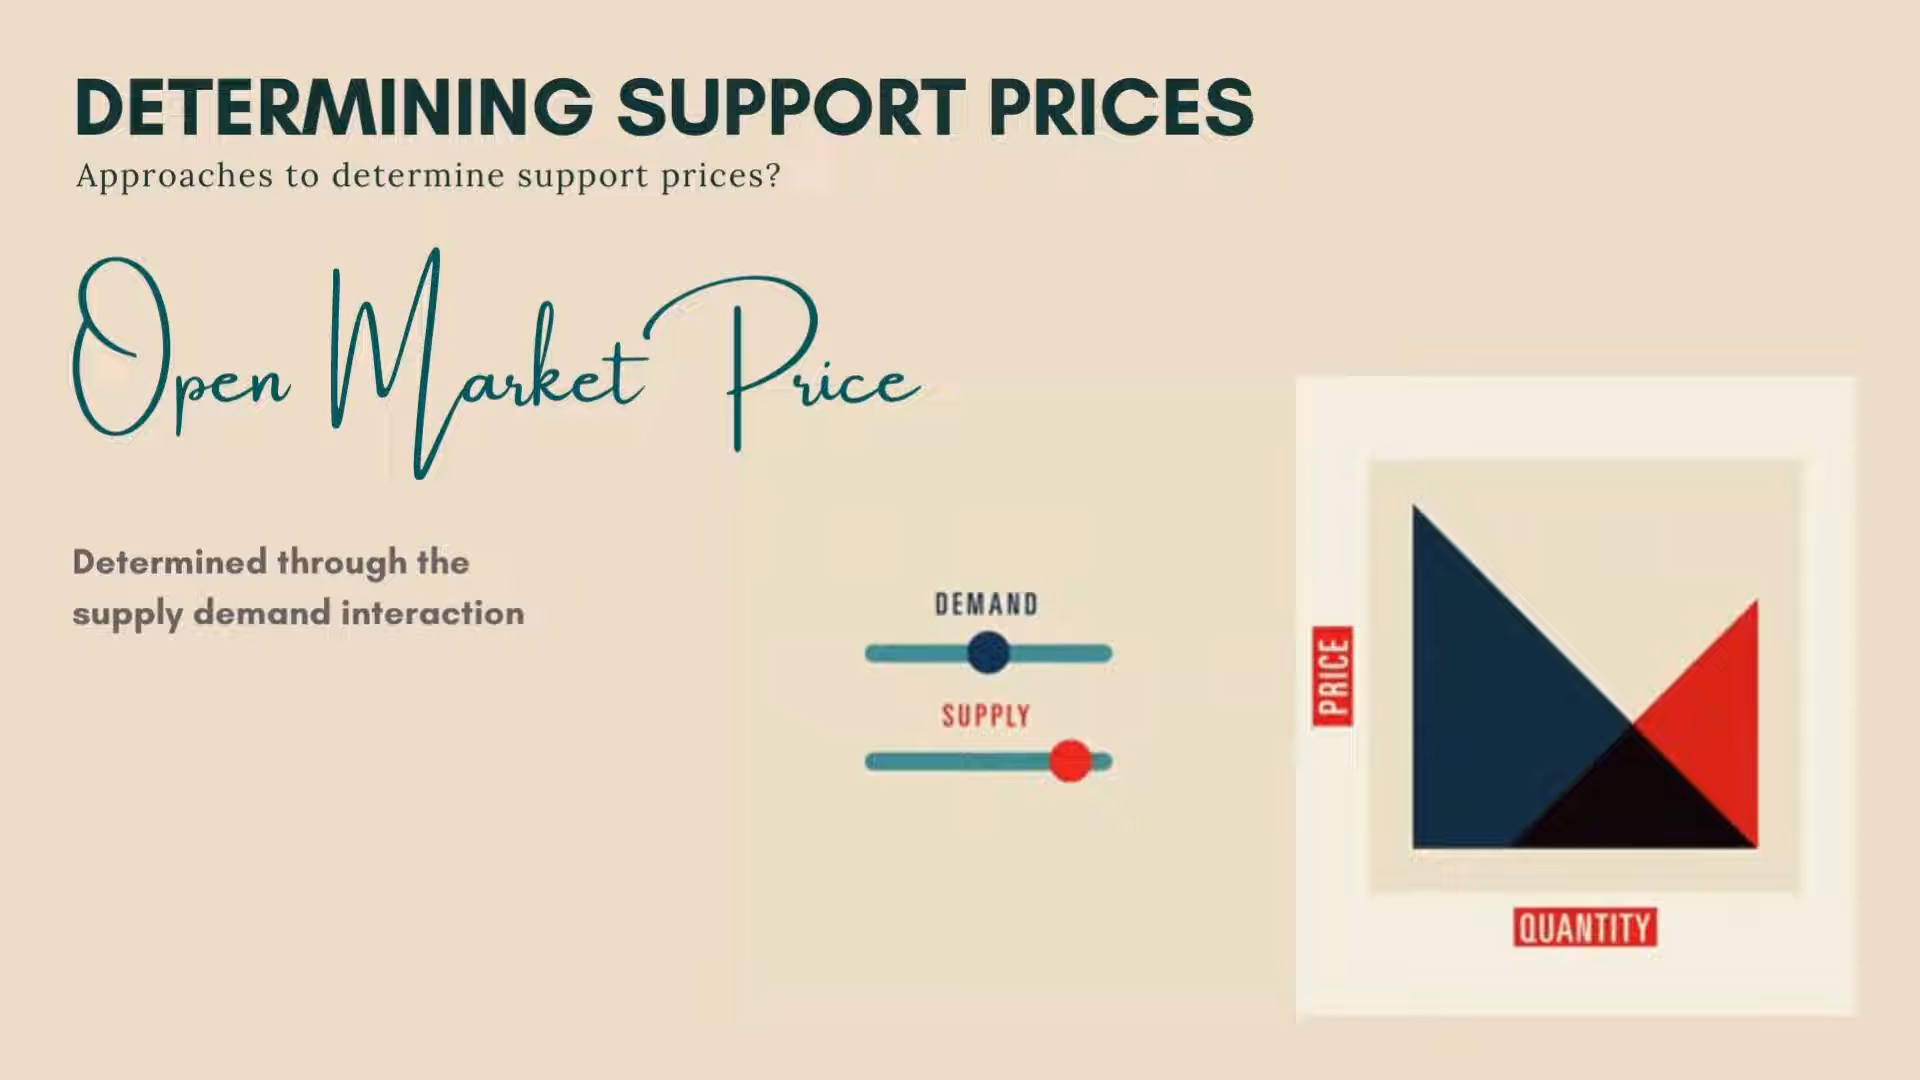 DETERMINING SUPPORT PRICES
Approaches to determine support prices?
Open Market Price
Determined through the
supply demand interaction
DEMAND
SUPPLY
PRICE
QUANTITY